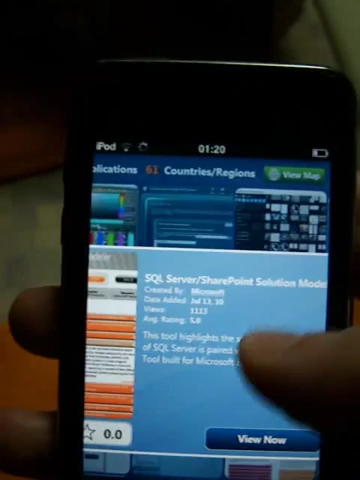 iPod 01:20
plications 61 Countries/Regions View Map
SQL Server/SharePoint Solution Mode
Created By: Microsoft
Date Added: Jul 13, 10
Views: 1113
Avg. Rating: 5.0
This tool highlights the
of SQL Server is paired
Tool built for Microsoft
0.0
View Now